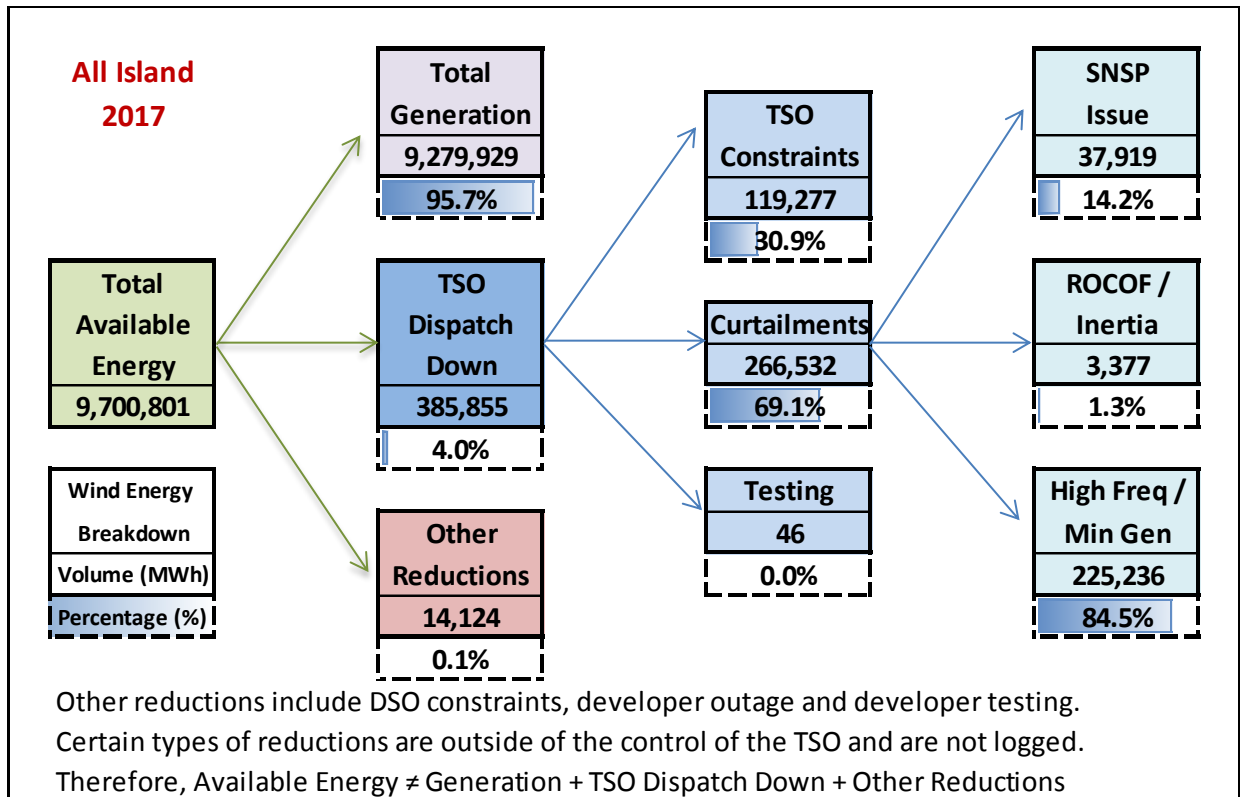 All Island
2017
Total
Generation
9,279,929
95.7%
TSO
Constraints
119,277
30.9%
SNSP
Issue
37,919
14.2%
Total
Available
Energy
9,700,801
TSO
Dispatch
Down
385,855
4.0%
Curtailments
266,532
69.1%
ROCOF /
Inertia
3,377
1.3%
Wind Energy
Breakdown
Volume (MWh)
Percentage (%)
Other
Reductions
14,124
0.1%
Testing
46
0.0%
High Freq /
Min Gen
225,236
84.5%
Other reductions include DSO constraints, developer outage and developer testing.
Certain types of reductions are outside of the control of the TSO and are not logged.
Therefore, Available Energy ≠ Generation + TSO Dispatch Down + Other Reductions